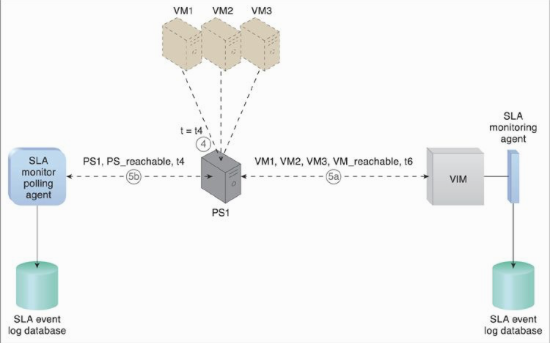 VM1 VM2 VM3
t = t4
4
SLA
monitoring
agent
SLA
monitor
polling
agent
PS1, PS_reachable, t4
5b
VM1, VM2, VM3, VM_reachable, t6
5a
VIM
PS1
SLA event
log database
SLA event
log database